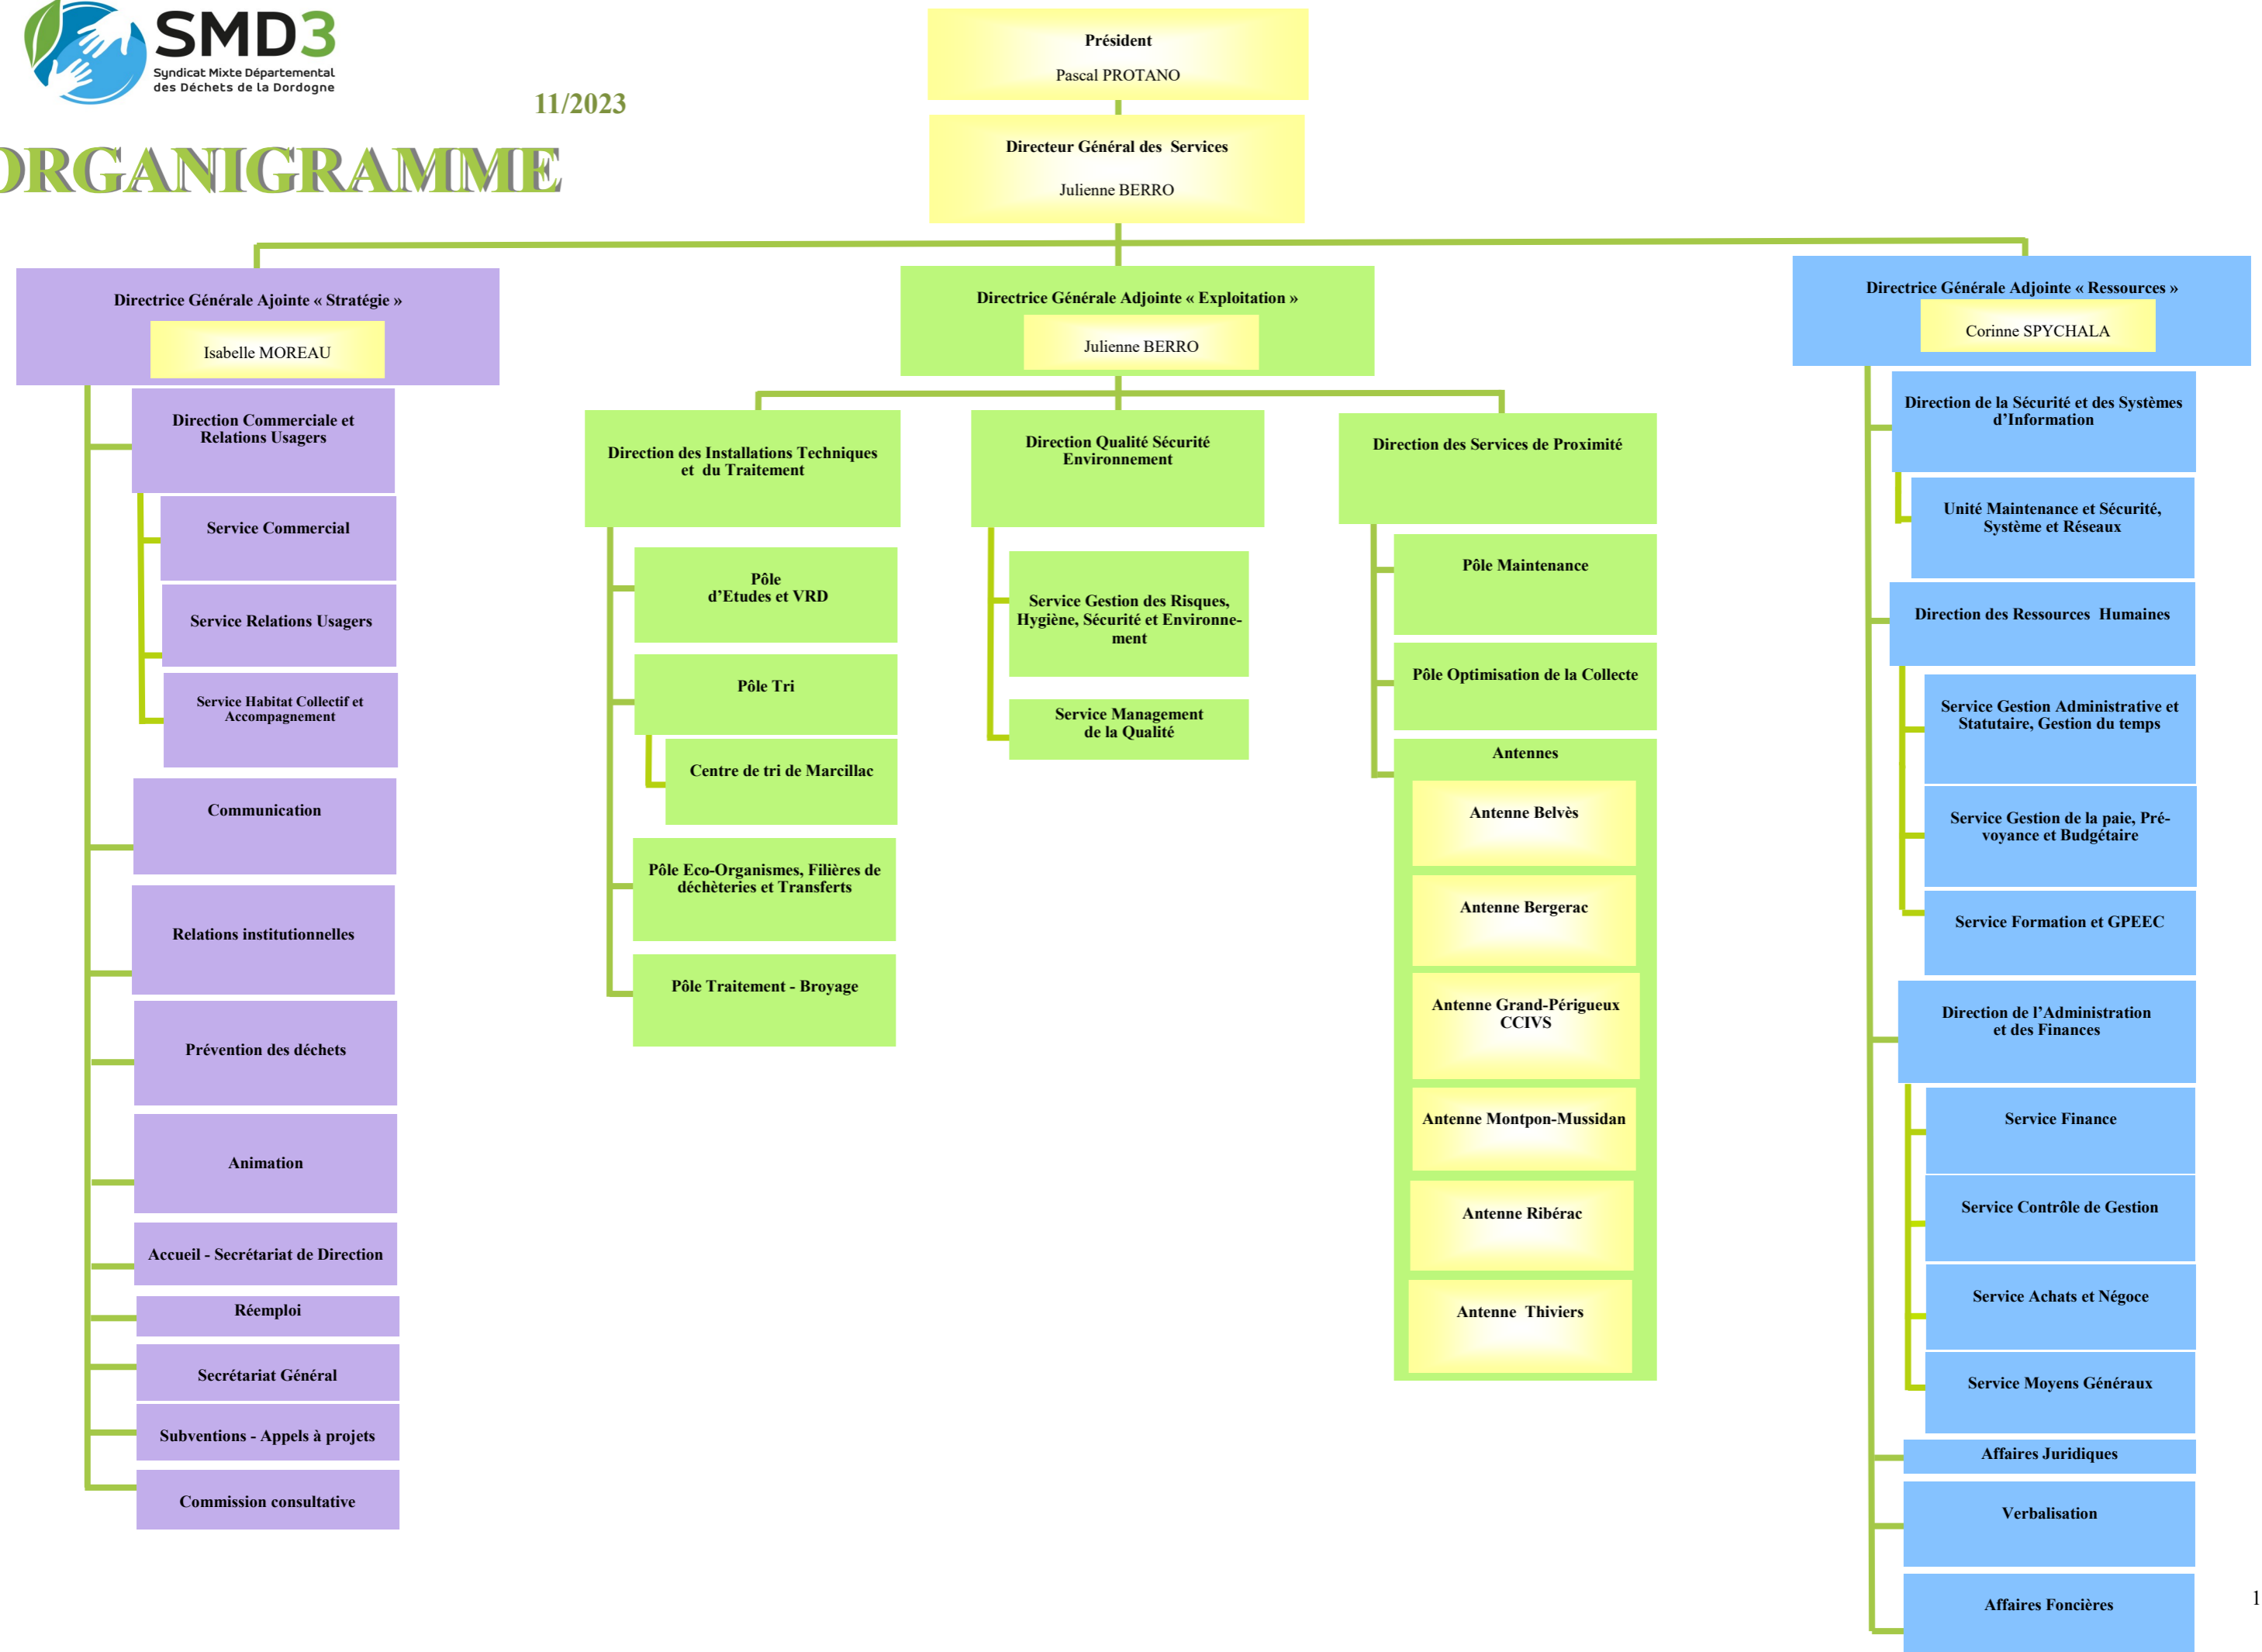 SMD3
Syndicat Mixte Départemental
des Déchets de la Dordogne
11/2023
ORGANIGRAMME
Président
Pascal PROTANO
Directeur Général des Services
Julienne BERRO
Directrice Générale Ajointe « Stratégie »
Isabelle MOREAU
Direction Commerciale et
Relations Usagers
Service Commercial
Service Relations Usagers
Service Habitat Collectif et
Accompagnement
Communication
Relations institutionnelles
Prévention des déchets
Animation
Accueil - Secrétariat de Direction
Réemploi
Secrétariat Général
Subventions - Appels à projets
Commission consultative
Directrice Générale Adjointe « Exploitation »
Julienne BERRO
Direction des Installations Techniques
et du Traitement
Pôle
d'Etudes et VRD
Pôle Tri
Centre de tri de Marcillac
Pôle Eco-Organismes, Filières de
déchèteries et Transferts
Pôle Traitement - Broyage
Direction Qualité Sécurité
Environnement
Service Gestion des Risques,
Hygiène, Sécurité et Environne-
ment
Service Management
de la Qualité
Direction des Services de Proximité
Pôle Maintenance
Pôle Optimisation de la Collecte
Antennes
Antenne Belvès
Antenne Bergerac
Antenne Grand-Périgueux
CCIVS
Antenne Montpon-Mussidan
Antenne Ribérac
Antenne Thiviers
Directrice Générale Adjointe « Ressources »
Corinne SPYCHALA
Direction de la Sécurité et des Systèmes
d'Information
Unité Maintenance et Sécurité,
Système et Réseaux
Direction des Ressources Humaines
Service Gestion Administrative et
Statutaire, Gestion du temps
Service Gestion de la paie, Pré-
voyance et Budgétaire
Service Formation et GPEEC
Direction de l'Administration
et des Finances
Service Finance
Service Contrôle de Gestion
Service Achats et Négoce
Service Moyens Généraux
Affaires Juridiques
Verbalisation
Affaires Foncières
1